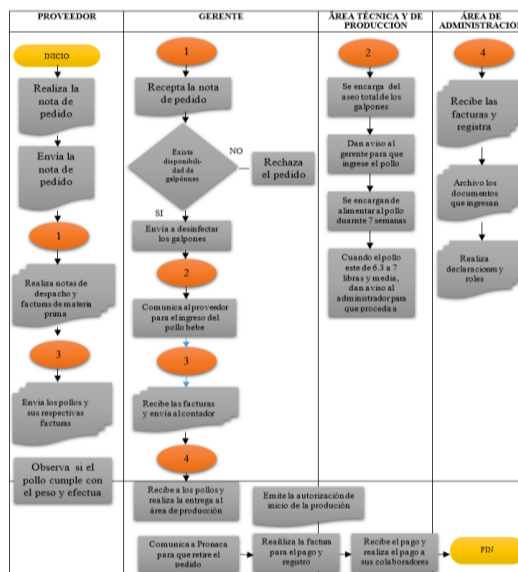 PROVEEDOR
GERENTE
ÁREA TÉCNICA Y DE
PRODUCCIÓN
ÁREA DE
ADMINISTRACIÓN
INICIO
Realiza la
nota de
pedido
Envía la
nota de
pedido
1
Realiza notas de
despacho y
facturas de materia
prima
3
Envía los pollos y
sus respectivas
facturas
Observa si el
pollo cumple con
el peso y efectua
1
Recepta la nota
de pedido
Existe
disponibili-
dad de
galpónnes
NO
Rechaza
el pedido
SI
Envía a desinfectar
los galpones
2
Comunica al proveedor
para el ingreso del
pollo bebe
3
Recibe las facturas
y envía al contador
4
Recibe a los pollos y
realiza la entrega al
área de producción
Emite la autorización de
inicio de la produción
Comunica a Pronaca
para que retire el
pedido
Reañliza la factura
para el pago y
registro
Recibe el pago y
realiza el pago a
sus colaboradores
FIN
2
Se encarga del
aseo total de los
galpones
Dan aviso al
gerente para que
ingrese el pollo
Se encargan de
alimentar al pollo
duarnte 7 semanas
Cuando el pollo
este de 6.3 a 7
libras y media,
dan aviso al
administrador para
que proceda a
4
Recibe las
facturas y
registra
Archivo los
documentos
que ingresan
Realiza
declaraciones y
roles